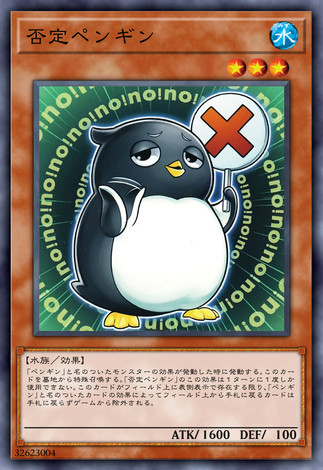 否定ペンギン
水
no!no!no!no!no!no!
【水族／効果】
「ペンギン」と名のついたモンスターの効果が発動した時に発動する。このカー
ドを墓地から特殊召喚する。「否定ペンギン」のこの効果は１ターンに１度しか
使用できない。このカードがフィールド上に表側表示で存在する限り、「ペンギ
ン」と名のついたカードの効果によってフィールド上から手札に戻るカードは
手札に戻らずゲームから除外される。
ATK/ 1600 DEF/ 100
32623004